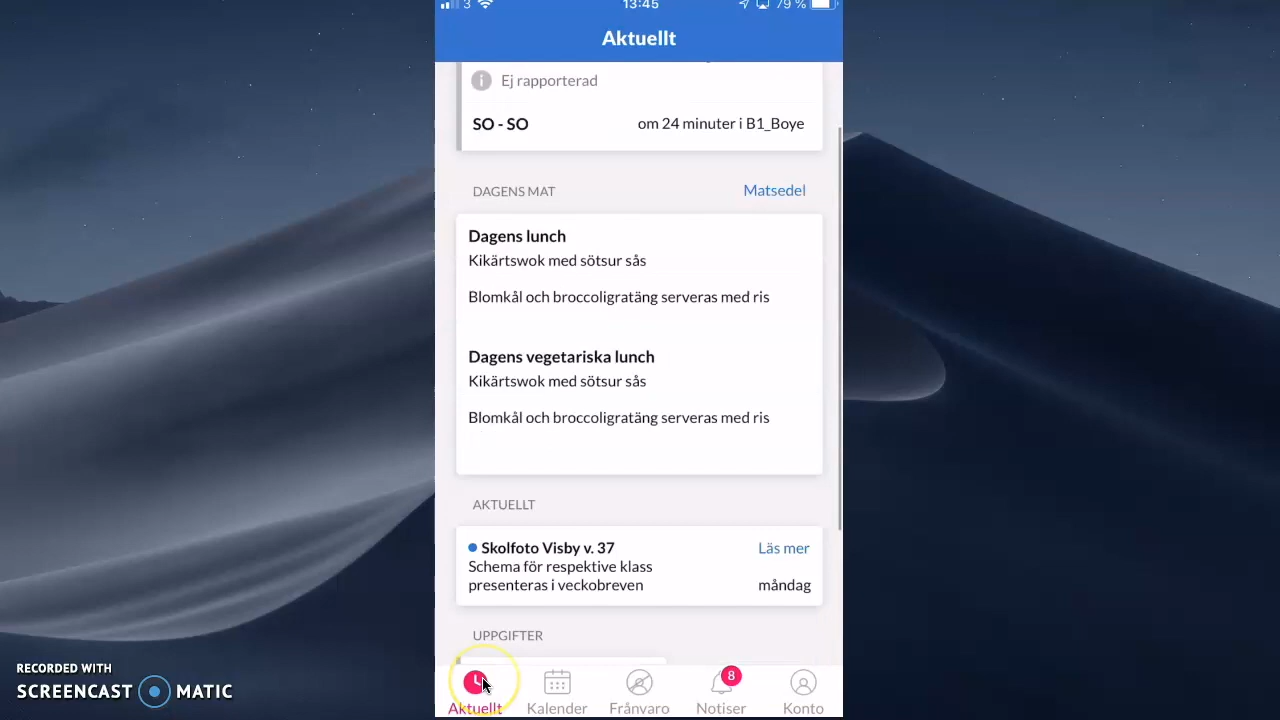 3 13:45 79 %
Aktuellt
Ej rapporterad
SO - SO om 24 minuter i B1_Boye
DAGENS MAT Matsedel
Dagens lunch
Kikärtswok med sötsur sås
Blomkål och broccoligratäng serveras med ris
Dagens vegetariska lunch
Kikärtswok med sötsur sås
Blomkål och broccoligratäng serveras med ris
AKTUELLT
Skolfoto Visby v. 37 Läs mer
Schema för respektive klass
presenteras i veckobreven måndag
UPPGIFTER
8
Aktuellt Kalender Frånvaro Notiser Konto
RECORDED WITH
SCREENCAST MATIC